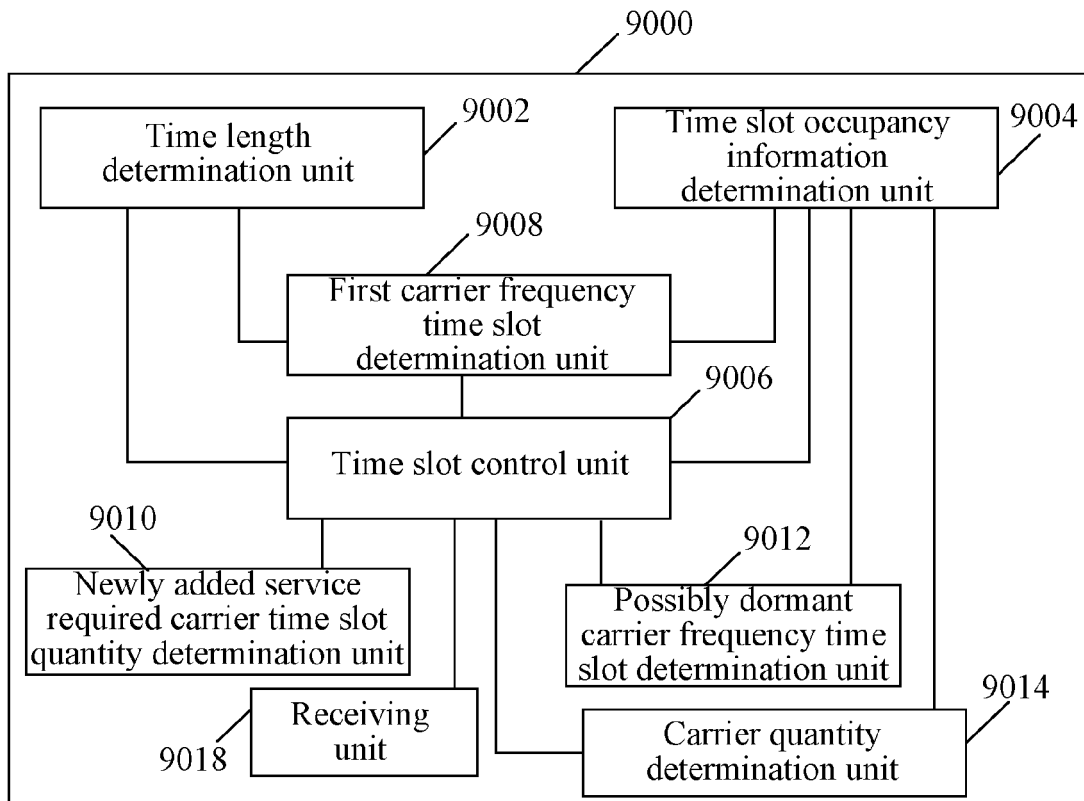 9000
Time length
determination unit
9002
Time slot occupancy
information
determination unit
9004
9008
First carrier frequency
time slot
determination unit
9006
Time slot control unit
9010
Newly added service
required carrier time slot
quantity determination unit
9012
Possibly dormant
carrier frequency time
slot determination unit
9018
Receiving
unit
9014
Carrier quantity
determination unit